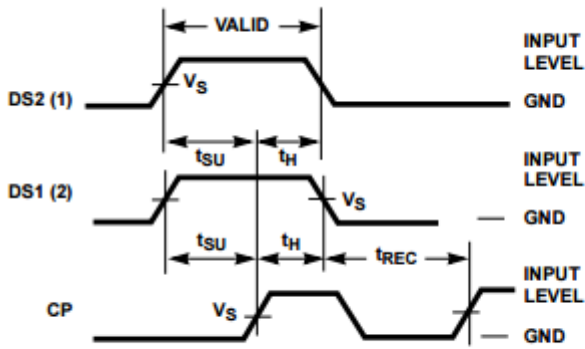 VALID
INPUT
LEVEL
VS
DS2 (1)
GND
tSU
tH
INPUT
LEVEL
DS1 (2)
VS
GND
tSU
tH
tREC
INPUT
LEVEL
CP
VS
GND